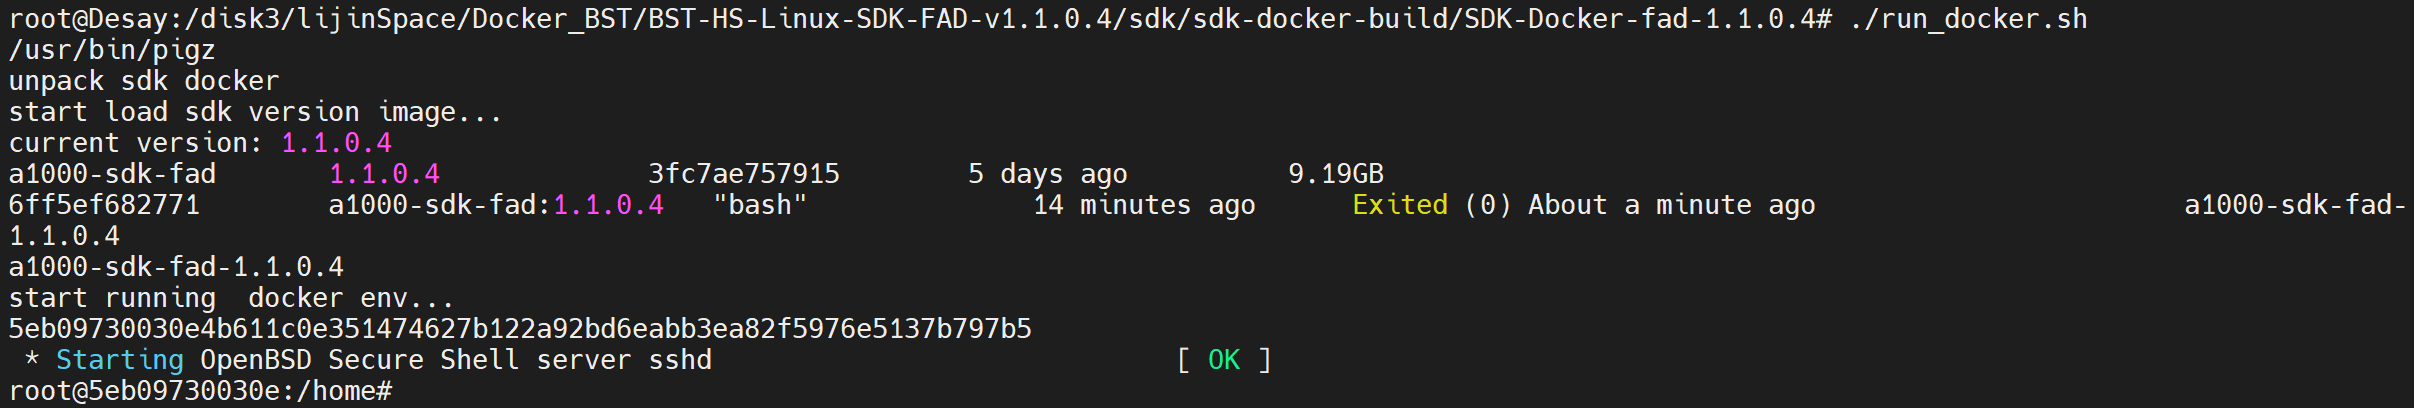 root@Desay:/disk3/lijinSpace/Docker_BST/BST-HS-Linux-SDK-FAD-v1.1.0.4/sdk/sdk-docker-build/SDK-Docker-fad-1.1.0.4# ./run_docker.sh
/usr/bin/pigz
unpack sdk docker
start load sdk version image...
current version: 1.1.0.4
a1000-sdk-fad       1.1.0.4             3fc7ae757915        5 days ago          9.19GB
6ff5ef682771        a1000-sdk-fad:1.1.0.4   "bash"              14 minutes ago      Exited (0) About a minute ago                       a1000-sdk-fad-
1.1.0.4
a1000-sdk-fad-1.1.0.4
start running  docker env...
5eb09730030e4b611c0e351474627b122a92bd6eabb3ea82f5976e5137b797b5
 * Starting OpenBSD Secure Shell server sshd                             [ OK ]
root@5eb09730030e:/home#